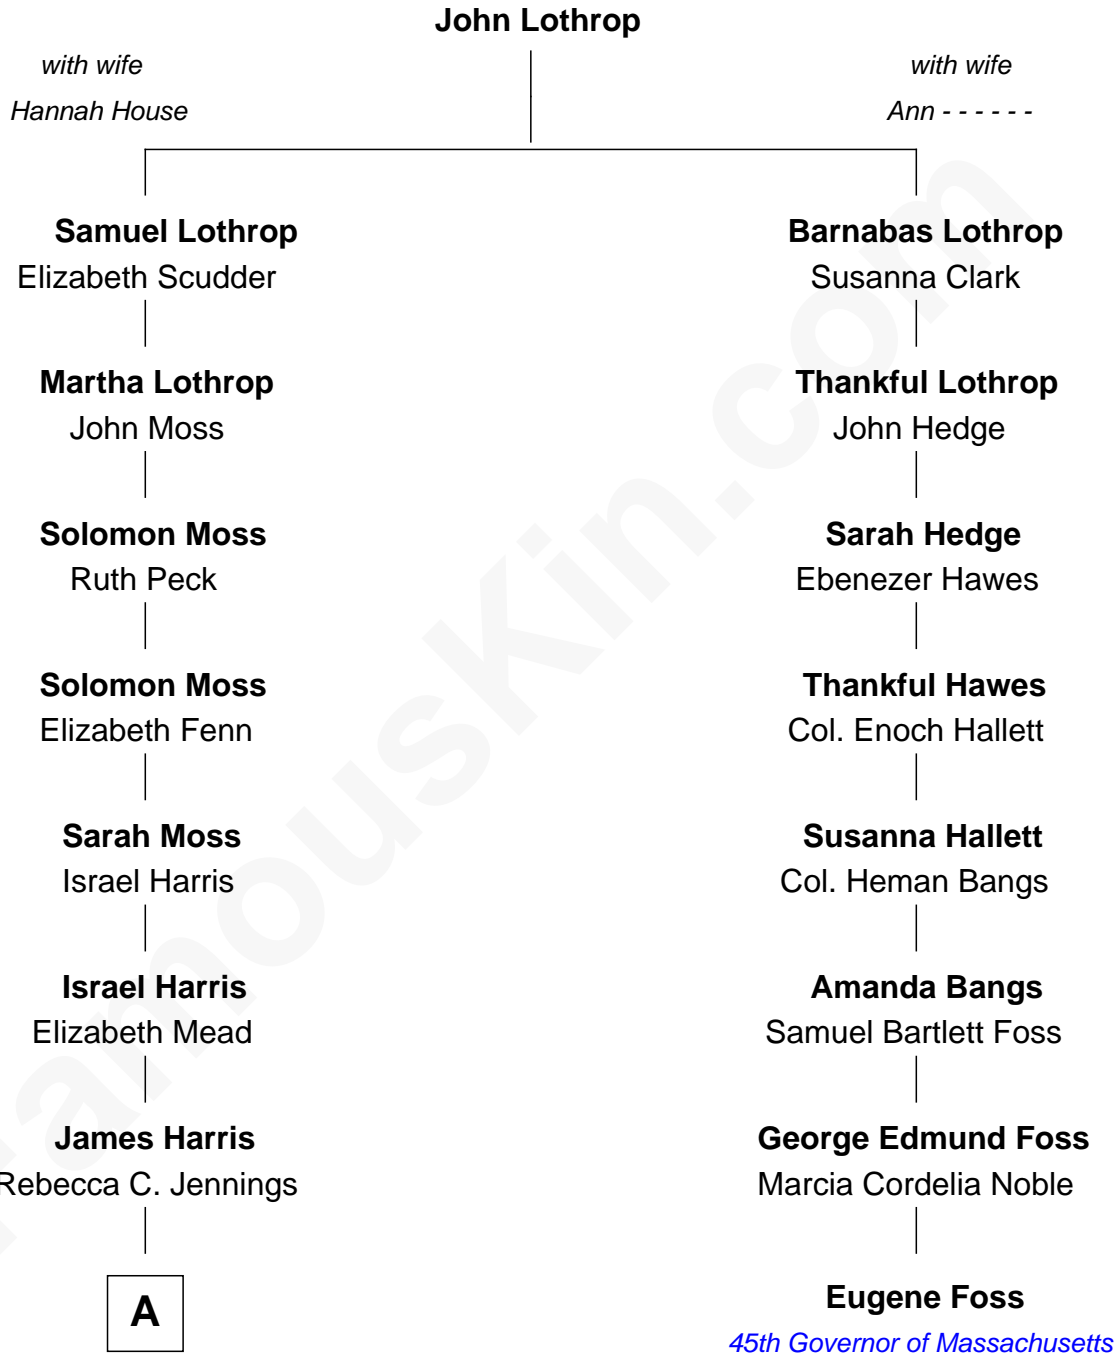 John Lothrop
with wife
Hannah House
with wife
Ann - - - - - -
Samuel Lothrop
Elizabeth Scudder
Barnabas Lothrop
Susanna Clark
Martha Lothrop
John Moss
Thankful Lothrop
John Hedge
Solomon Moss
Ruth Peck
Sarah Hedge
Ebenezer Hawes
Solomon Moss
Elizabeth Fenn
Thankful Hawes
Col. Enoch Hallett
Sarah Moss
Israel Harris
Susanna Hallett
Col. Heman Bangs
Israel Harris
Elizabeth Mead
Amanda Bangs
Samuel Bartlett Foss
James Harris
Rebecca C. Jennings
George Edmund Foss
Marcia Cordelia Noble
A
Eugene Foss
45th Governor of Massachusetts
FamousKin.com